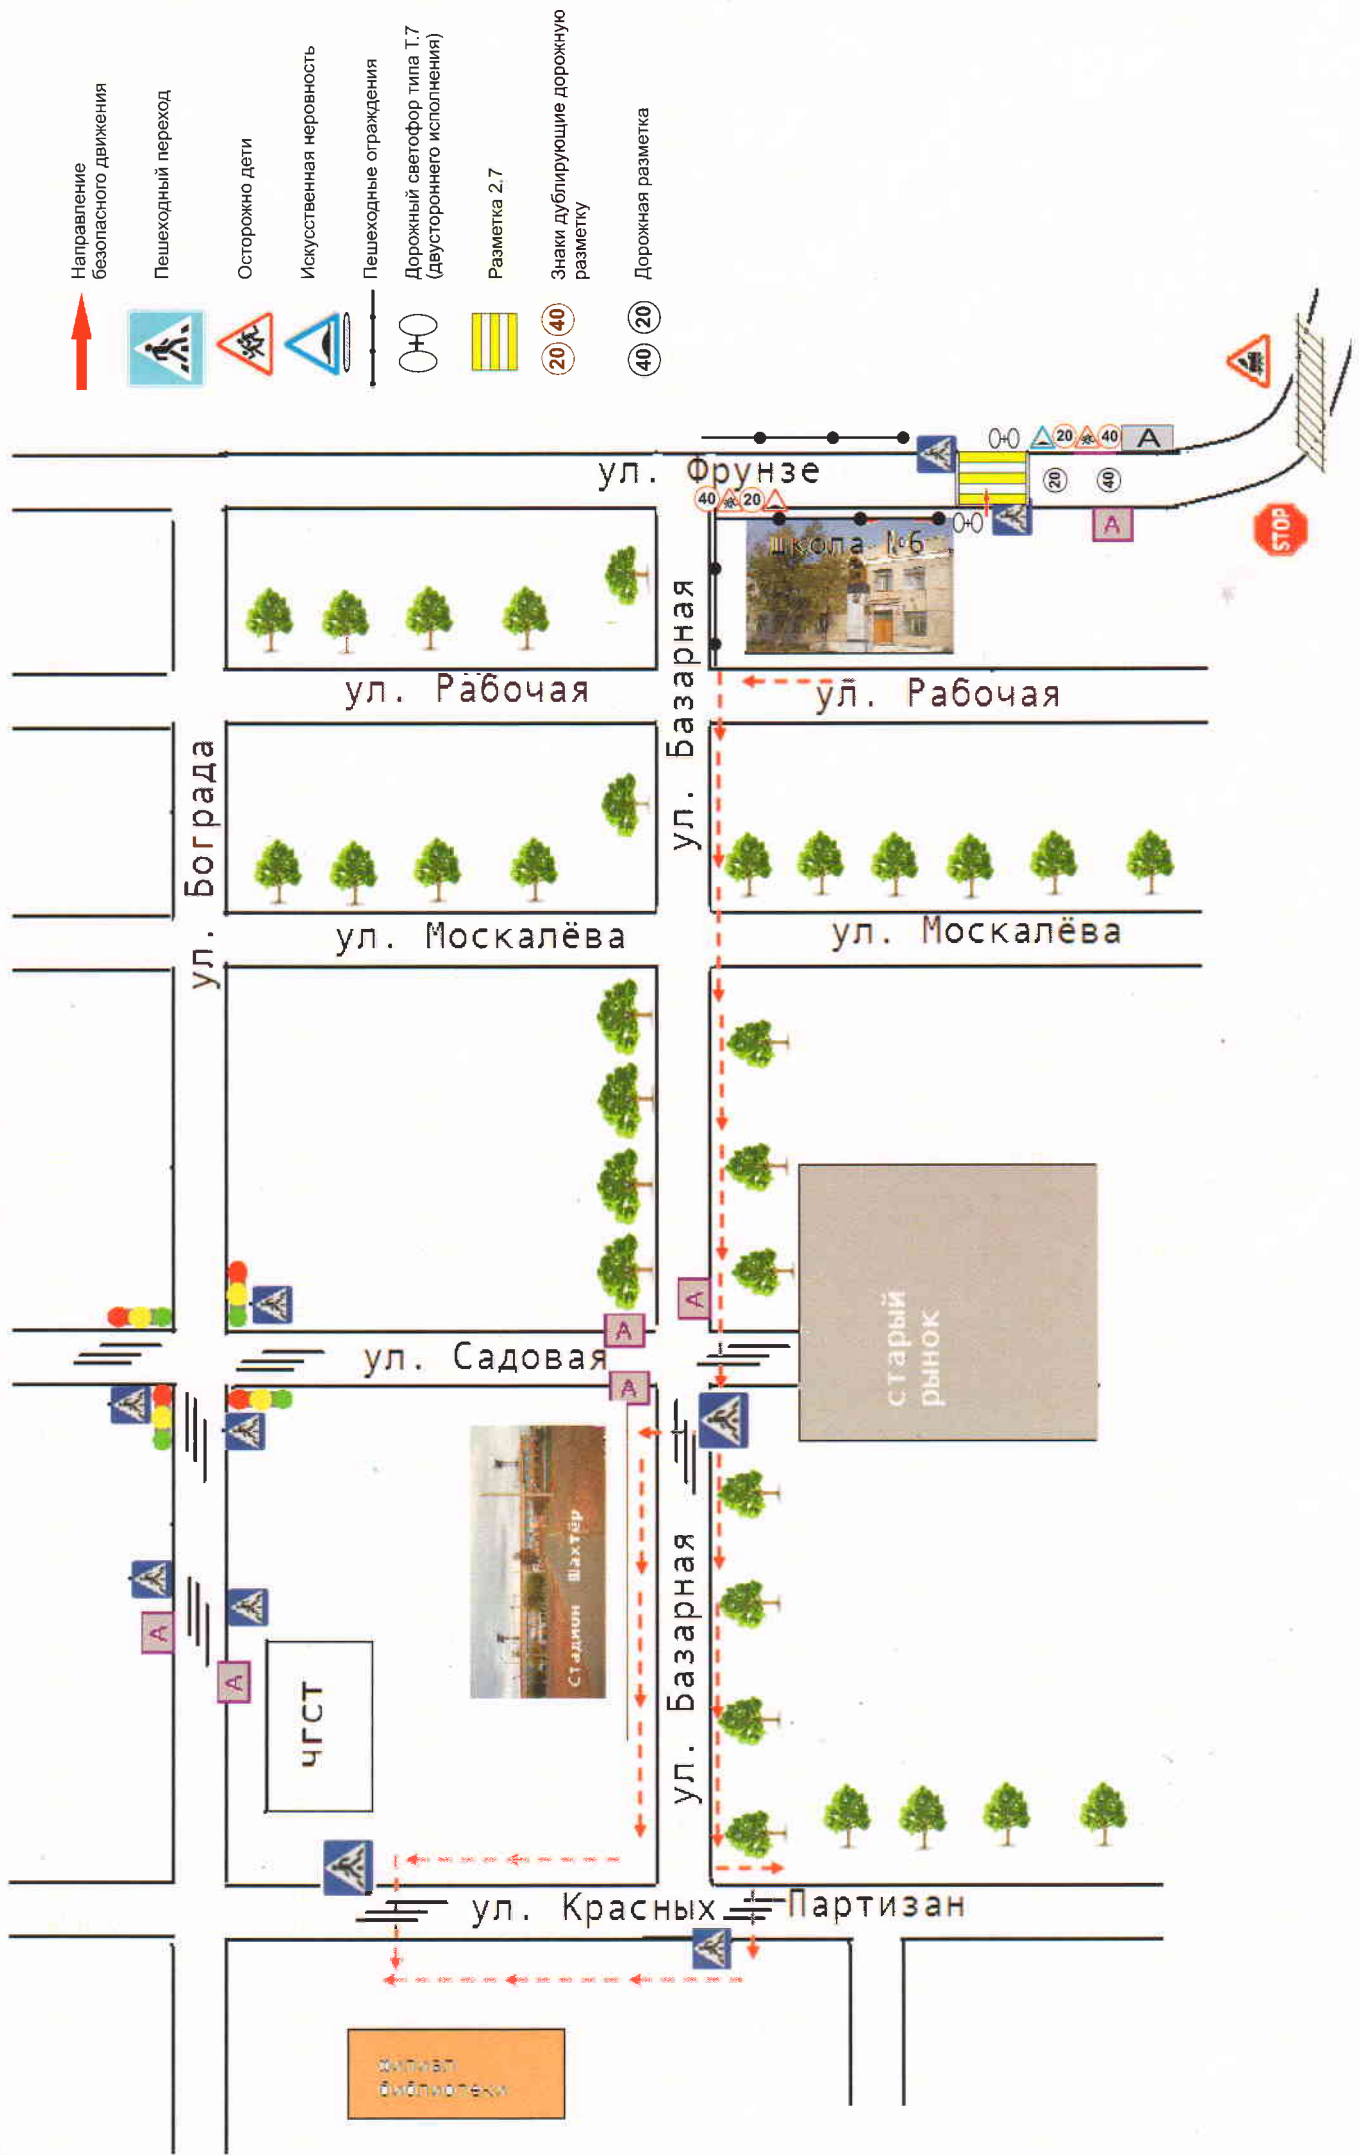 Направление
безопасного движения
Пешеходный переход
Осторожно дети
Искусственная неровность
Пешеходные ограждения
Дорожный светофор типа Т.7
(двустороннего исполнения)
Разметка 2,7
20 40
Знаки дублирующие дорожную
разметку
40 20
Дорожная разметка
ул. Фрунзе
40
20
школа №6
А
20
40
20
40
А
STOP
ул. Рабочая
ул. Рабочая
ул. Базарная
ул. Бограда
ул. Москалёва
ул. Москалёва
старый
рынок
А
А
А
ул. Садовая
Стадион Шахтёр
ул. Базарная
А
А
ЧГСТ
ул. Красных Партизан
филиал
библиотеки